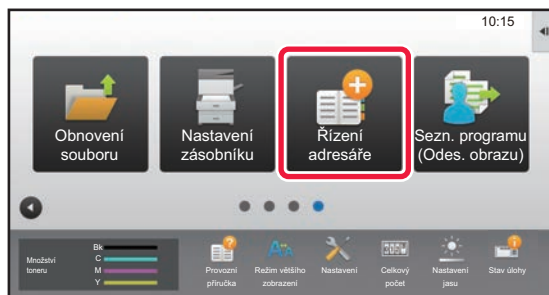 10:15
Obnovení
souboru
Nastavení
zásobníku
Řízení
adresáře
Sezn. programu
(Odes. obrazu)
Množství
toneru
Bk
C
M
Y
Provozní
příručka
Režim většího
zobrazení
Nastavení
Celkový
počet
Nastavení
jasu
Stav úlohy